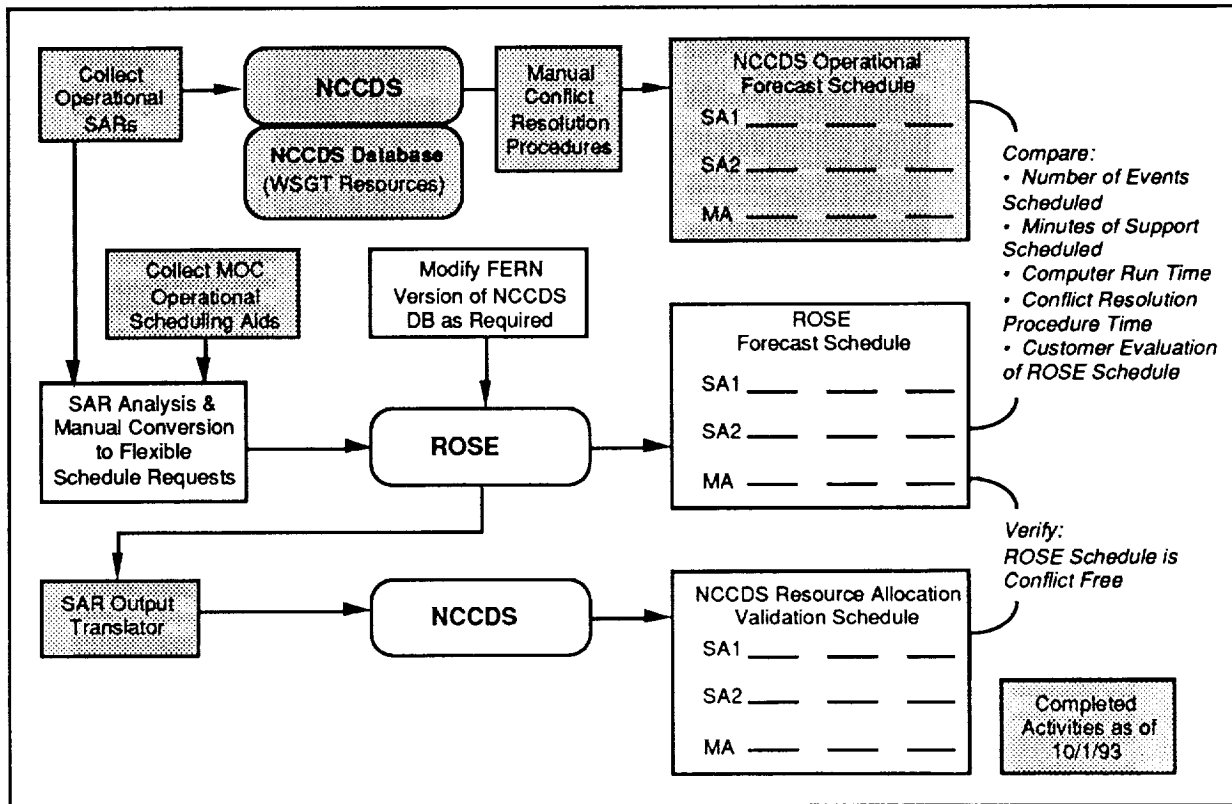 Collect
Operational
SARs
NCCDS
NCCDS Database
(WSGT Resources)
Manual
Conflict
Resolution
Procedures
NCCDS Operational
Forecast Schedule
SA1
SA2
MA
Compare:
• Number of Events
Scheduled
• Minutes of Support
Scheduled
• Computer Run Time
• Conflict Resolution
Procedure Time
• Customer Evaluation
of ROSE Schedule
Collect MOC
Operational
Scheduling Aids
Modify FERN
Version of NCCDS
DB as Required
SAR Analysis &
Manual Conversion
to Flexible
Schedule Requests
ROSE
ROSE
Forecast Schedule
SA1
SA2
MA
Verify:
ROSE Schedule is
Conflict Free
SAR Output
Translator
NCCDS
NCCDS Resource Allocation
Validation Schedule
SA1
SA2
MA
Completed
Activities as of
10/1/93